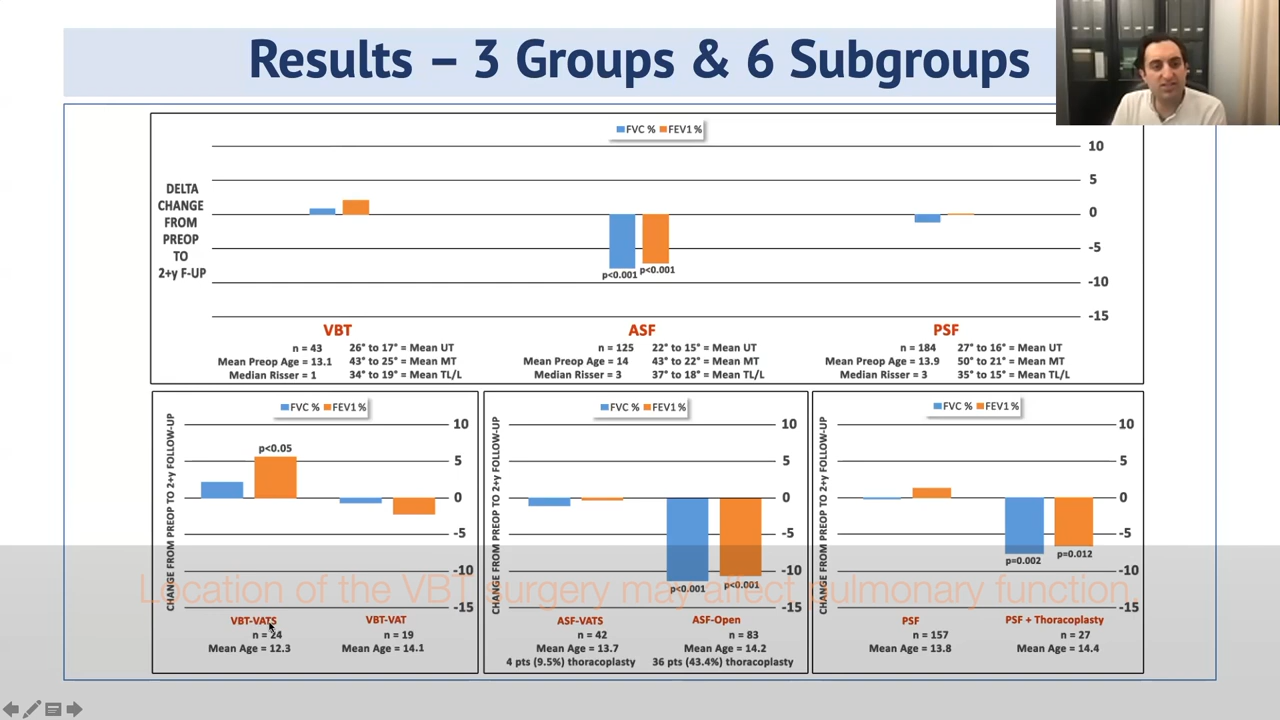 Results – 3 Groups & 6 Subgroups
FVC % FEV1 %
10
5
0
-5
-10
-15
DELTA
CHANGE
FROM
PREOP
TO
2+y F-UP
p<0.001 p<0.001
VBT
n = 43 26° to 17° = Mean UT
Mean Preop Age = 13.1 43° to 25° = Mean MT
Median Risser = 1 34° to 19° = Mean TL/L
ASF
n = 125 22° to 15° = Mean UT
Mean Preop Age = 14 43° to 22° = Mean MT
Median Risser = 3 37° to 18° = Mean TL/L
PSF
n = 184 27° to 16° = Mean UT
Mean Preop Age = 13.9 50° to 21° = Mean MT
Median Risser = 3 35° to 15° = Mean TL/L
CHANGE FROM PREOP TO 2+y FOLLOW-UP
FVC % FEV1 %
10
5
0
-5
-10
-15
p<0.05
VBT-VATS
n = 24
Mean Age = 12.3
VBT-VAT
n = 19
Mean Age = 14.1
CHANGE FROM PREOP TO 2+y FOLLOW-UP
FVC % FEV1 %
10
5
0
-5
-10
-15
p<0.001 p<0.001
ASF-VATS
n = 42
Mean Age = 13.7
4 pts (9.5%) thoracoplasty
ASF-Open
n = 83
Mean Age = 14.2
36 pts (43.4%) thoracoplasty
CHANGE FROM PREOP TO 2+y FOLLOW-UP
FVC % FEV1 %
10
5
0
-5
-10
-15
p=0.002 p=0.012
PSF
n = 157
Mean Age = 13.8
PSF + Thoracoplasty
n = 27
Mean Age = 14.4
Location of the VBT surgery may affect pulmonary function.